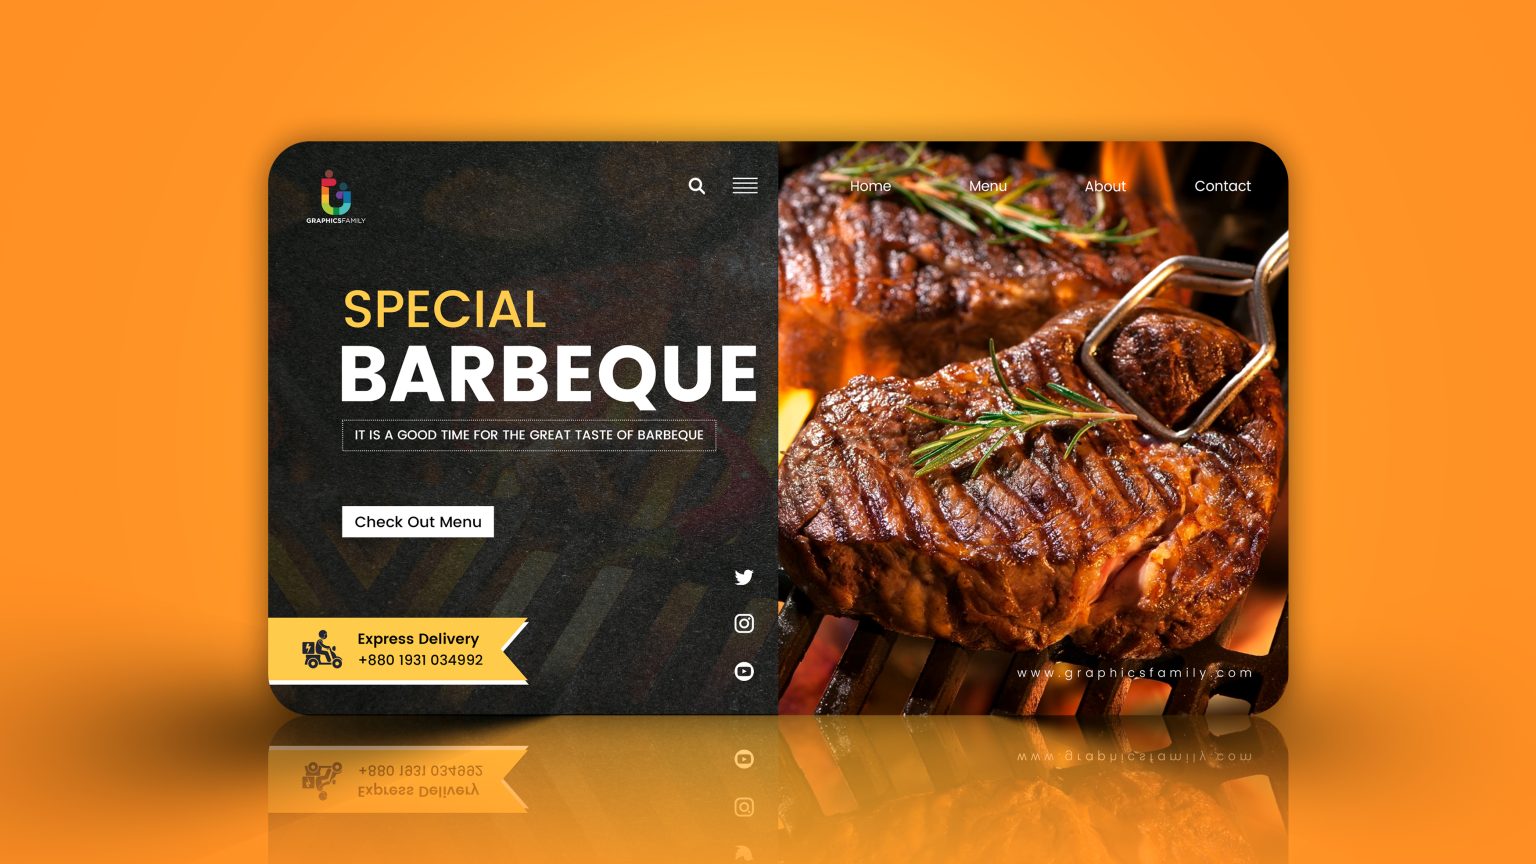 GRAPHICSFAMILY
Home Menu About Contact
SPECIAL
BARBEQUE
IT IS A GOOD TIME FOR THE GREAT TASTE OF BARBEQUE
Check Out Menu
Express Delivery
+880 1931 034992
www.graphicsfamily.com